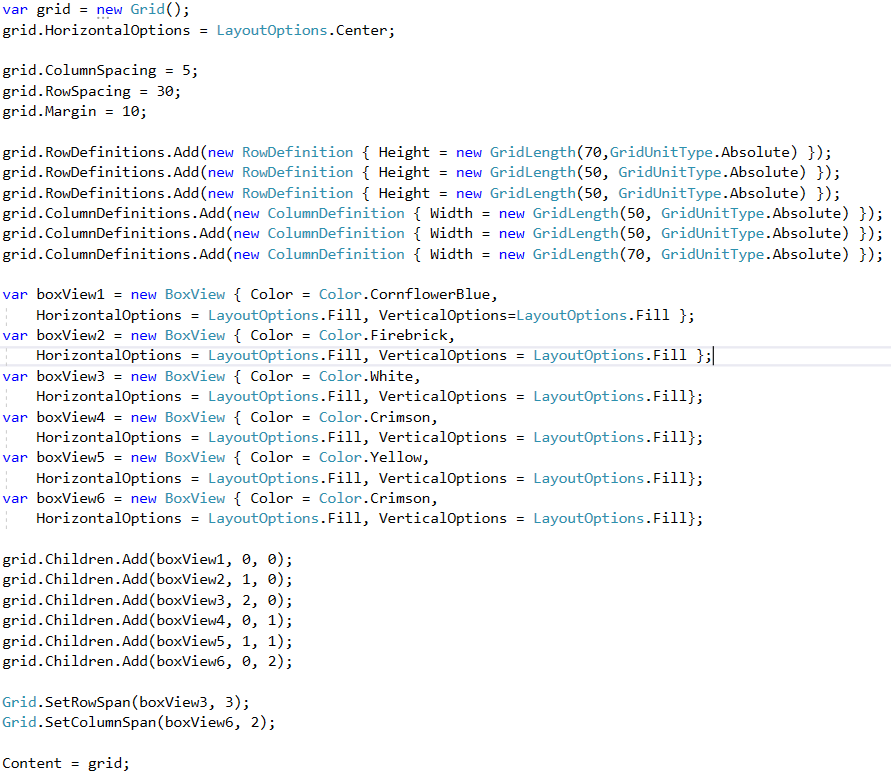 var grid = new Grid();
grid.HorizontalOptions = LayoutOptions.Center;
grid.ColumnSpacing = 5;
grid.RowSpacing = 30;
grid.Margin = 10;
grid.RowDefinitions.Add(new RowDefinition { Height = new GridLength(70,GridUnitType.Absolute) });
grid.RowDefinitions.Add(new RowDefinition { Height = new GridLength(50, GridUnitType.Absolute) });
grid.RowDefinitions.Add(new RowDefinition { Height = new GridLength(50, GridUnitType.Absolute) });
grid.ColumnDefinitions.Add(new ColumnDefinition { Width = new GridLength(50, GridUnitType.Absolute) });
grid.ColumnDefinitions.Add(new ColumnDefinition { Width = new GridLength(50, GridUnitType.Absolute) });
grid.ColumnDefinitions.Add(new ColumnDefinition { Width = new GridLength(70, GridUnitType.Absolute) });
var boxView1 = new BoxView { Color = Color.CornflowerBlue,
HorizontalOptions = LayoutOptions.Fill, VerticalOptions=LayoutOptions.Fill };
var boxView2 = new BoxView { Color = Color.Firebrick,
HorizontalOptions = LayoutOptions.Fill, VerticalOptions = LayoutOptions.Fill };
var boxView3 = new BoxView { Color = Color.White,
HorizontalOptions = LayoutOptions.Fill, VerticalOptions = LayoutOptions.Fill};
var boxView4 = new BoxView { Color = Color.Crimson,
HorizontalOptions = LayoutOptions.Fill, VerticalOptions = LayoutOptions.Fill};
var boxView5 = new BoxView { Color = Color.Yellow,
HorizontalOptions = LayoutOptions.Fill, VerticalOptions = LayoutOptions.Fill};
var boxView6 = new BoxView { Color = Color.Crimson,
HorizontalOptions = LayoutOptions.Fill, VerticalOptions = LayoutOptions.Fill};
grid.Children.Add(boxView1, 0, 0);
grid.Children.Add(boxView2, 1, 0);
grid.Children.Add(boxView3, 2, 0);
grid.Children.Add(boxView4, 0, 1);
grid.Children.Add(boxView5, 1, 1);
grid.Children.Add(boxView6, 0, 2);
Grid.SetRowSpan(boxView3, 3);
Grid.SetColumnSpan(boxView6, 2);
Content = grid;